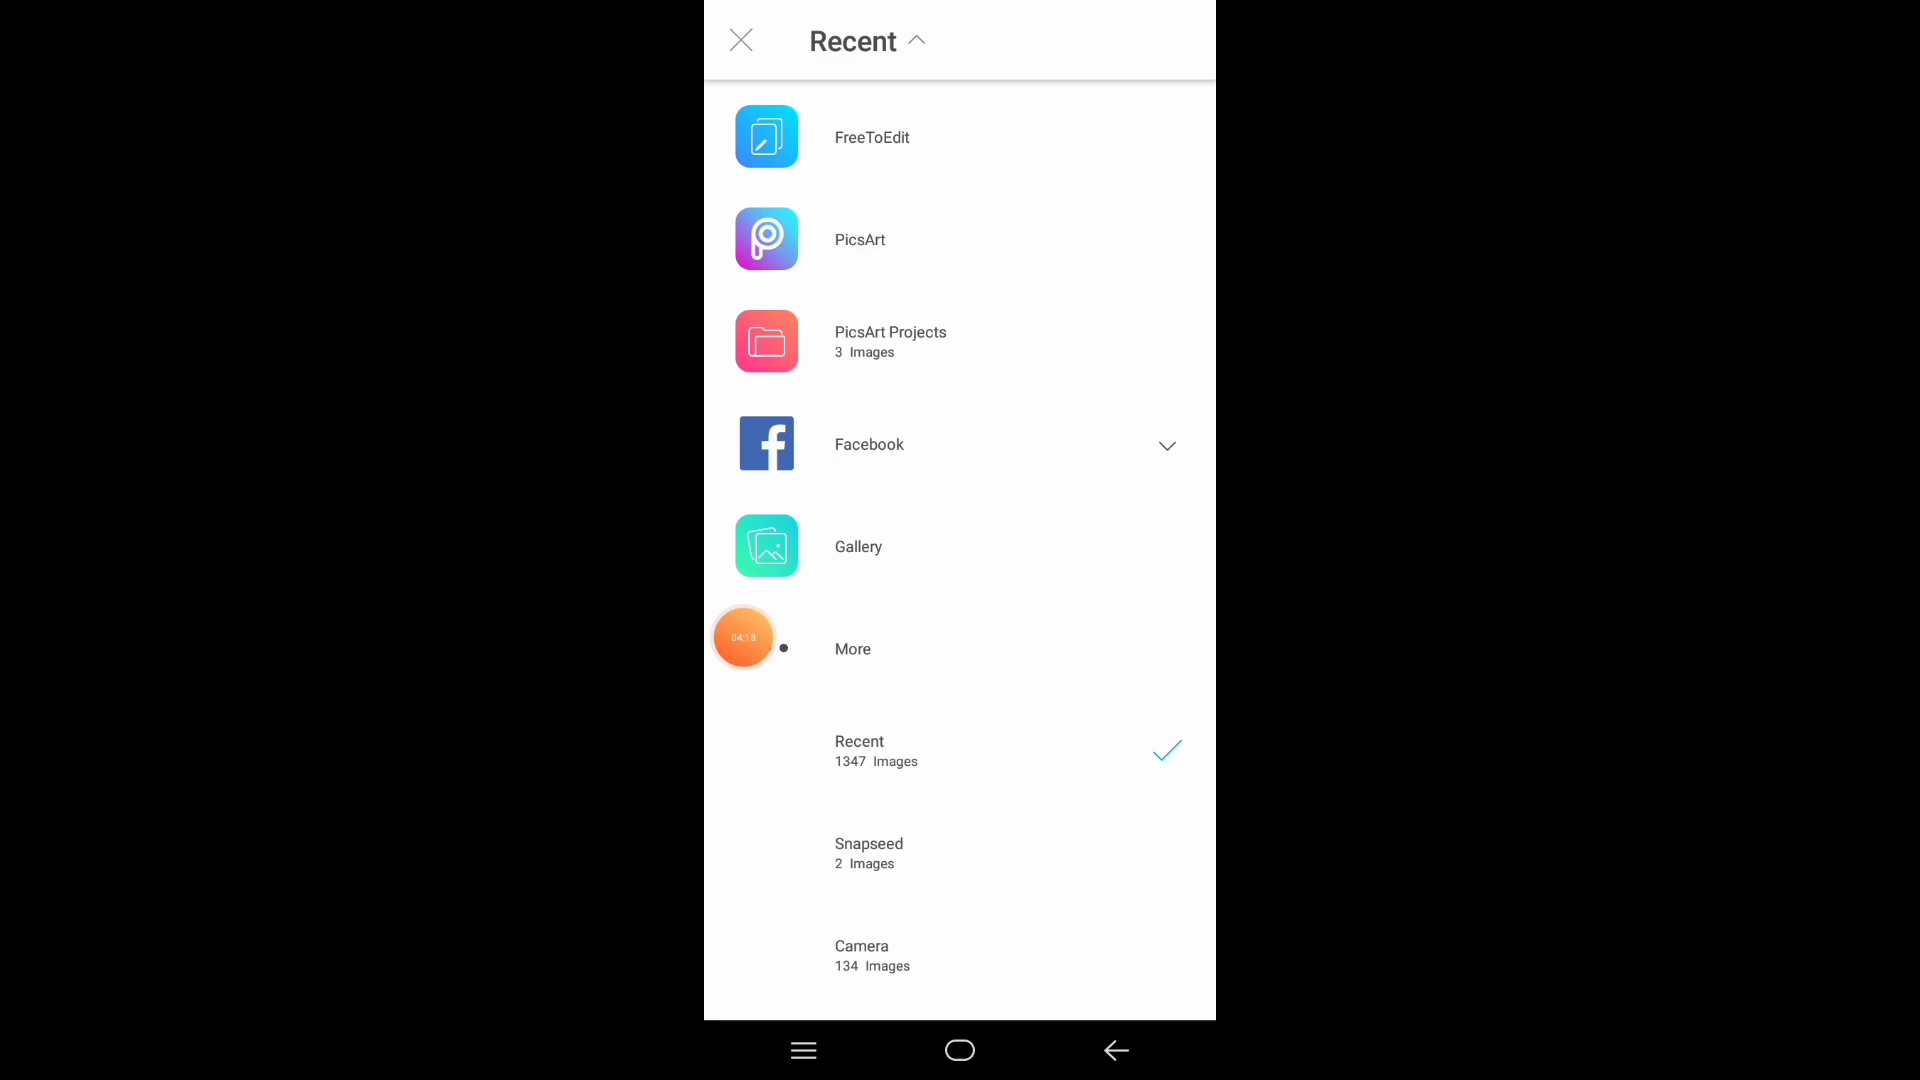 Recent
FreeToEdit
PicsArt
PicsArt Projects
3 Images
Facebook
Gallery
04:18
More
Recent
1347 Images
Snapseed
2 Images
Camera
134 Images